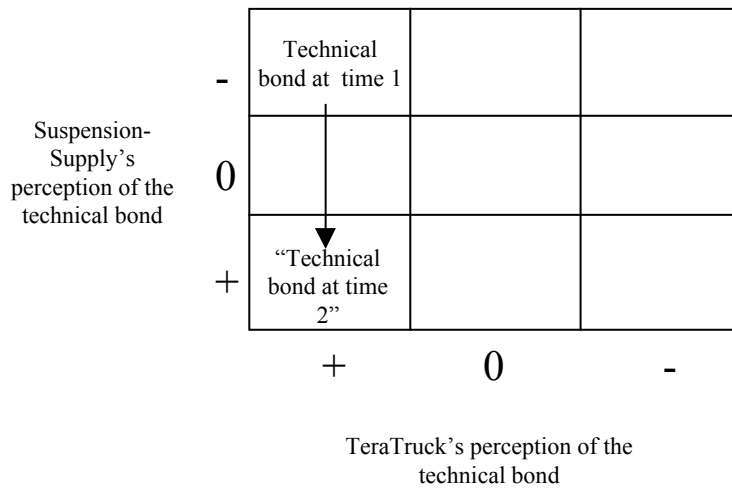 Technical
bond at time 1
-
Suspension-
Supply's
perception of the
technical bond
0
“Technical
bond at time
2”
+
+ 0 -
TeraTruck's perception of the
technical bond